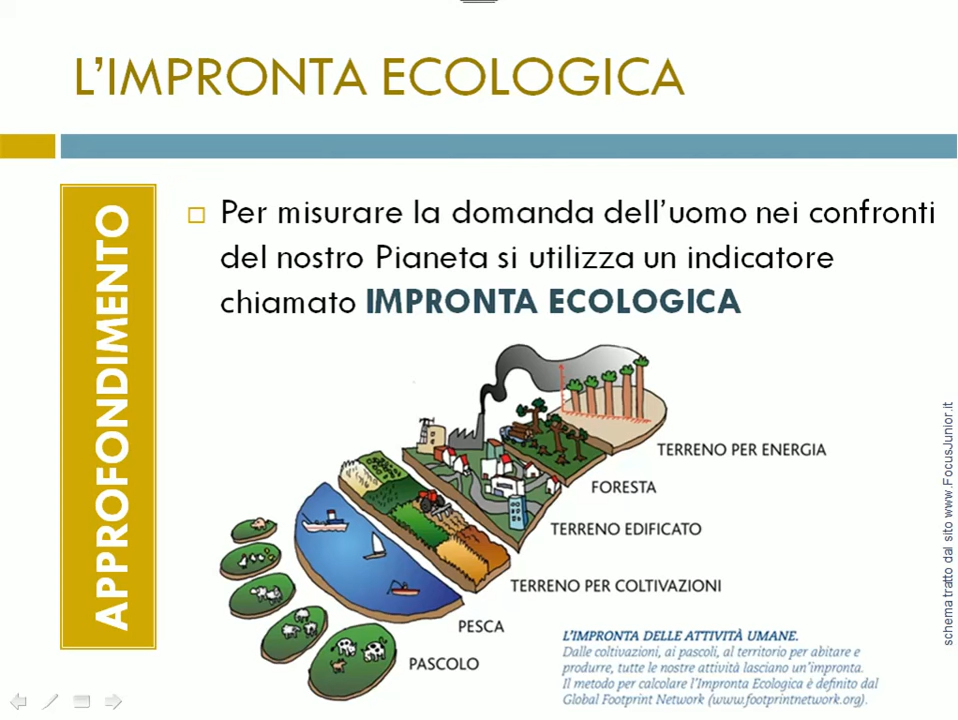 L'IMPRONTA ECOLOGICA
APPROFONDIMENTO
Per misurare la domanda dell'uomo nei confronti
del nostro Pianeta si utilizza un indicatore
chiamato IMPRONTA ECOLOGICA
TERRENO PER ENERGIA
FORESTA
TERRENO EDIFICATO
TERRENO PER COLTIVAZIONI
PESCA
PASCOLO
L'IMPRONTA DELLE ATTIVITÀ UMANE.
Dalle coltivazioni, ai pascoli, al territorio per abitare e
produrre, tutte le nostre attività lasciano un'impronta.
Il metodo per calcolare l'Impronta Ecologica è definito dal
Global Footprint Network (www.footprintnetwork.org).
schema tratto dal sito www.FocusJunior.it